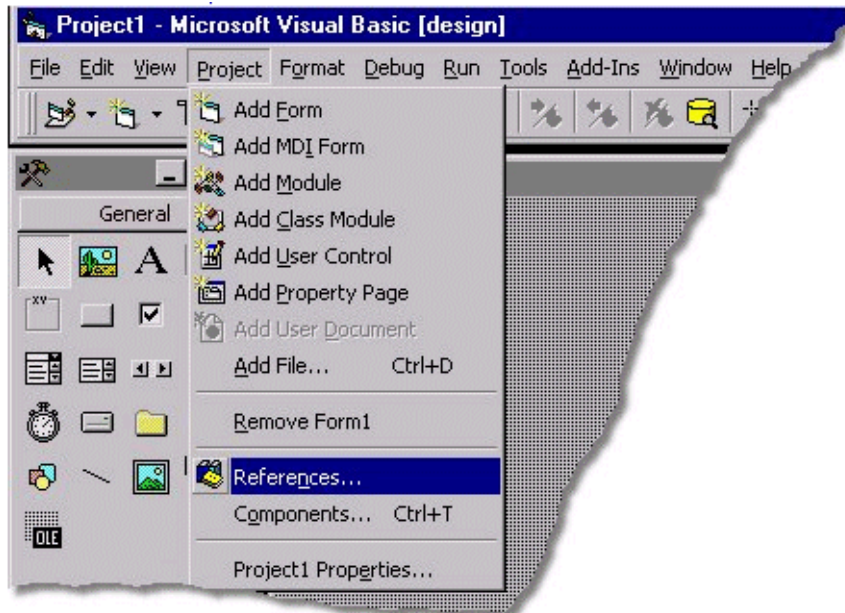 Project1 - Microsoft Visual Basic [design]
File Edit View Project Format Debug Run Tools Add-Ins Window Help
General
A
XY
OLE
Add Form
Add MDI Form
Add Module
Add Class Module
Add User Control
Add Property Page
Add User Document
Add File... Ctrl+D
Remove Form1
References...
Components... Ctrl+T
Project1 Properties...